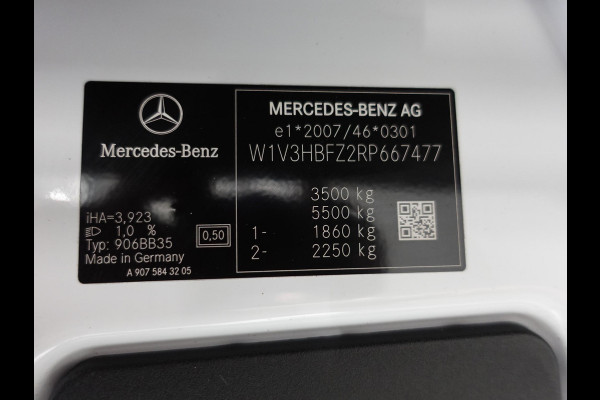 Mercedes-Benz
iHA=3,923
1,0 %
Typ: 906BB35
0,50
Made in Germany
A 907 584 32 05
MERCEDES-BENZ AG
e1*2007/46*0301
W1V3HBFZ2RP667477
3500 kg
5500 kg
1- 1860 kg
2- 2250 kg